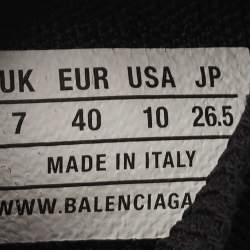 UK EUR USA JP
7 40 10 26.5
MADE IN ITALY
WWW.BALENCIAGA